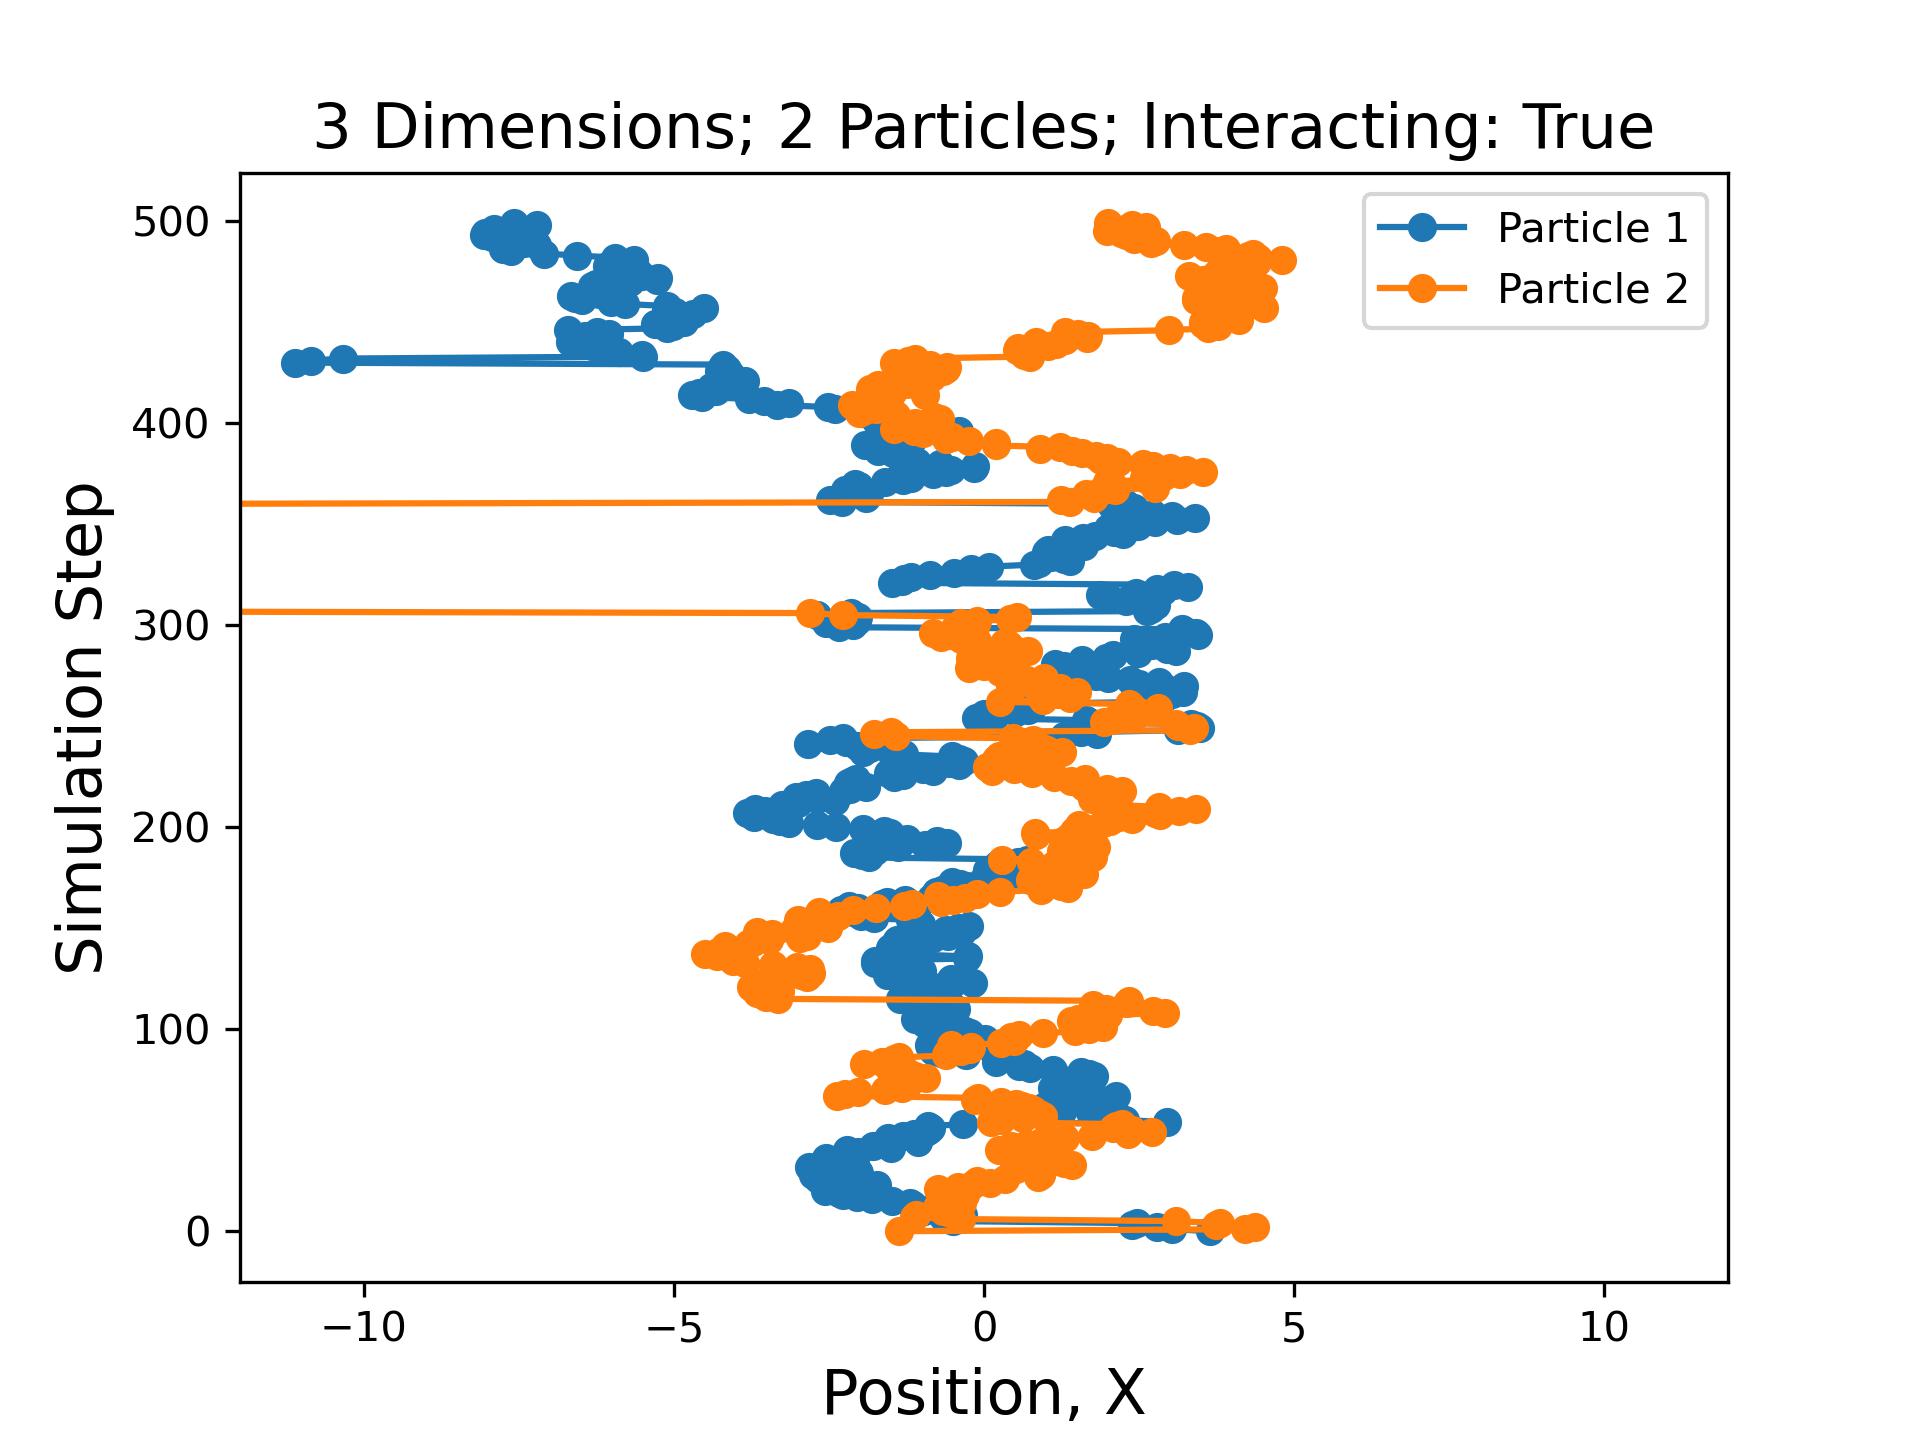 3 Dimensions; 2 Particles; Interacting: True
Particle 1
Particle 2
500
400
300
200
100
0
Simulation Step
−10
−5
0
5
10
Position, X